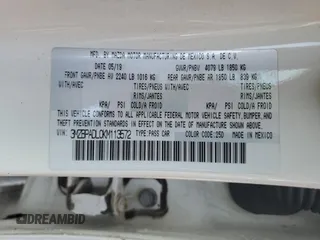 MFD. BY MAZDA MOTOR MANUFACTURING DE MEXICO S.A. DE C.V.
DATE 05/19 GVWR/PNBV 4079 LB 1850 KG
FRONT GAWR/PNBE AV 2240 LB 1016 KG REAR GAWR/PNBE AR 1850 LB 839 KG
WITH/AVEC TIRES/PNEUS WITH/AVEC TIRES/PNEUS
RIMS/JANTES RIMS/JANTES
KPA/ PSI COLD/A FROID KPA/ PSI COLD/A FROID
THIS VEHICLE CONFORMS TO ALL APPLICABLE FEDERAL MOTOR VEHICLE SAFETY, BUMPER, AND THEFT
PREVENTION STANDARDS IN EFFECT ON THE DATE OF MANUFACTURE SHOWN ABOVE.
VIN: 3MZBPADL0KM113572 TYPE: PASS CAR COLOR CODE: 25D MADE IN MEXICO
© DREAMBID.COM